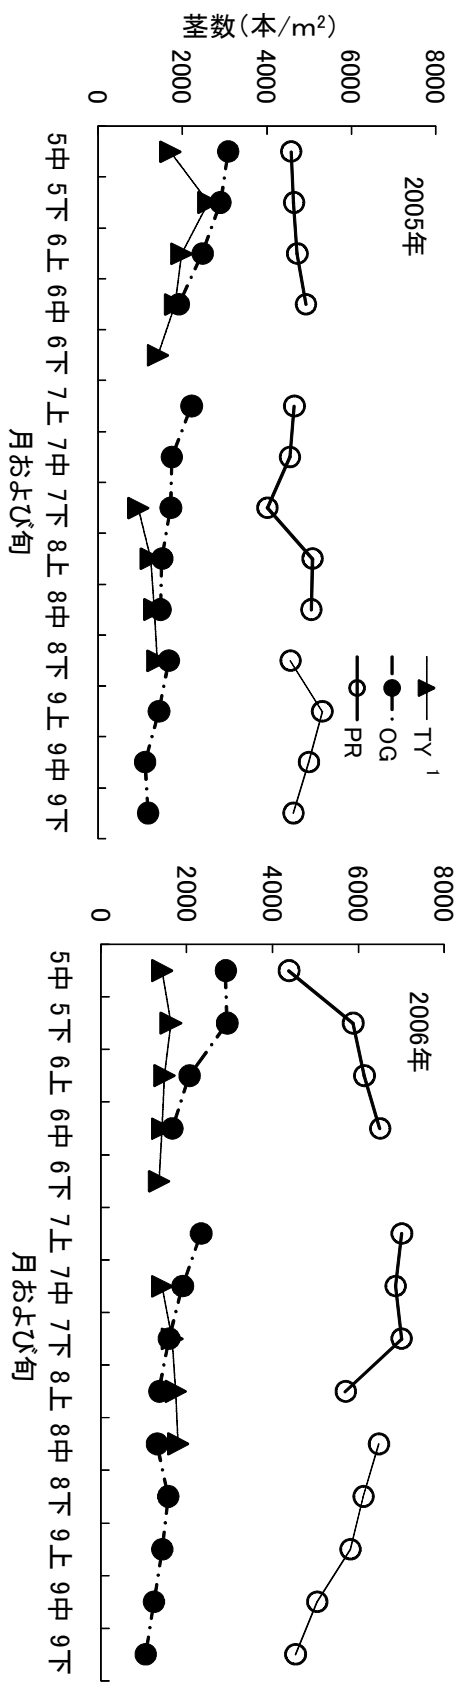 茎数(本/m²)
8000
6000
4000
2000
0
2005年
TY 1
OG
PR
5中 5下 6上 6中 6下 7上 7中 7下 8上 8中 8下 9上 9中 9下
月および旬
8000
6000
4000
2000
0
2006年
5中 5下 6上 6中 6下 7上 7中 7下 8上 8中 8下 9上 9中 9下
月および旬